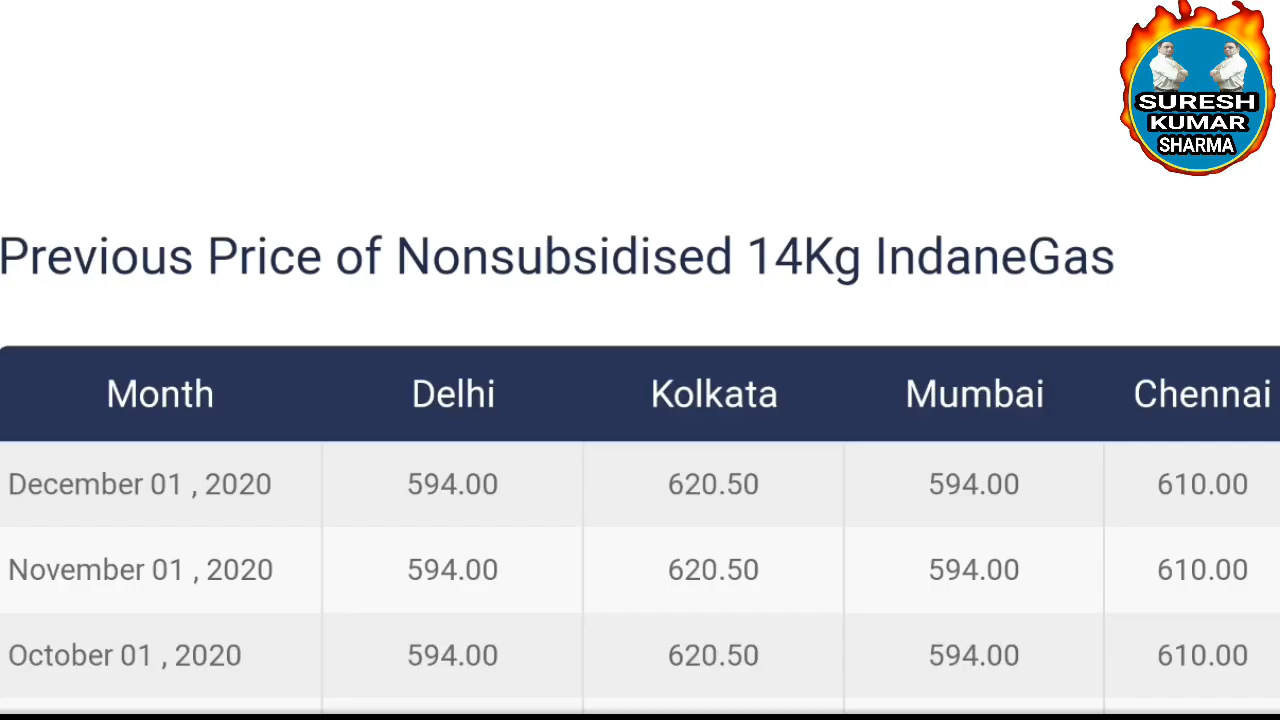 SURESH
KUMAR
SHARMA
Previous Price of Nonsubsidised 14Kg IndaneGas
Month Delhi Kolkata Mumbai Chennai
December 01 , 2020 594.00 620.50 594.00 610.00
November 01 , 2020 594.00 620.50 594.00 610.00
October 01 , 2020 594.00 620.50 594.00 610.00